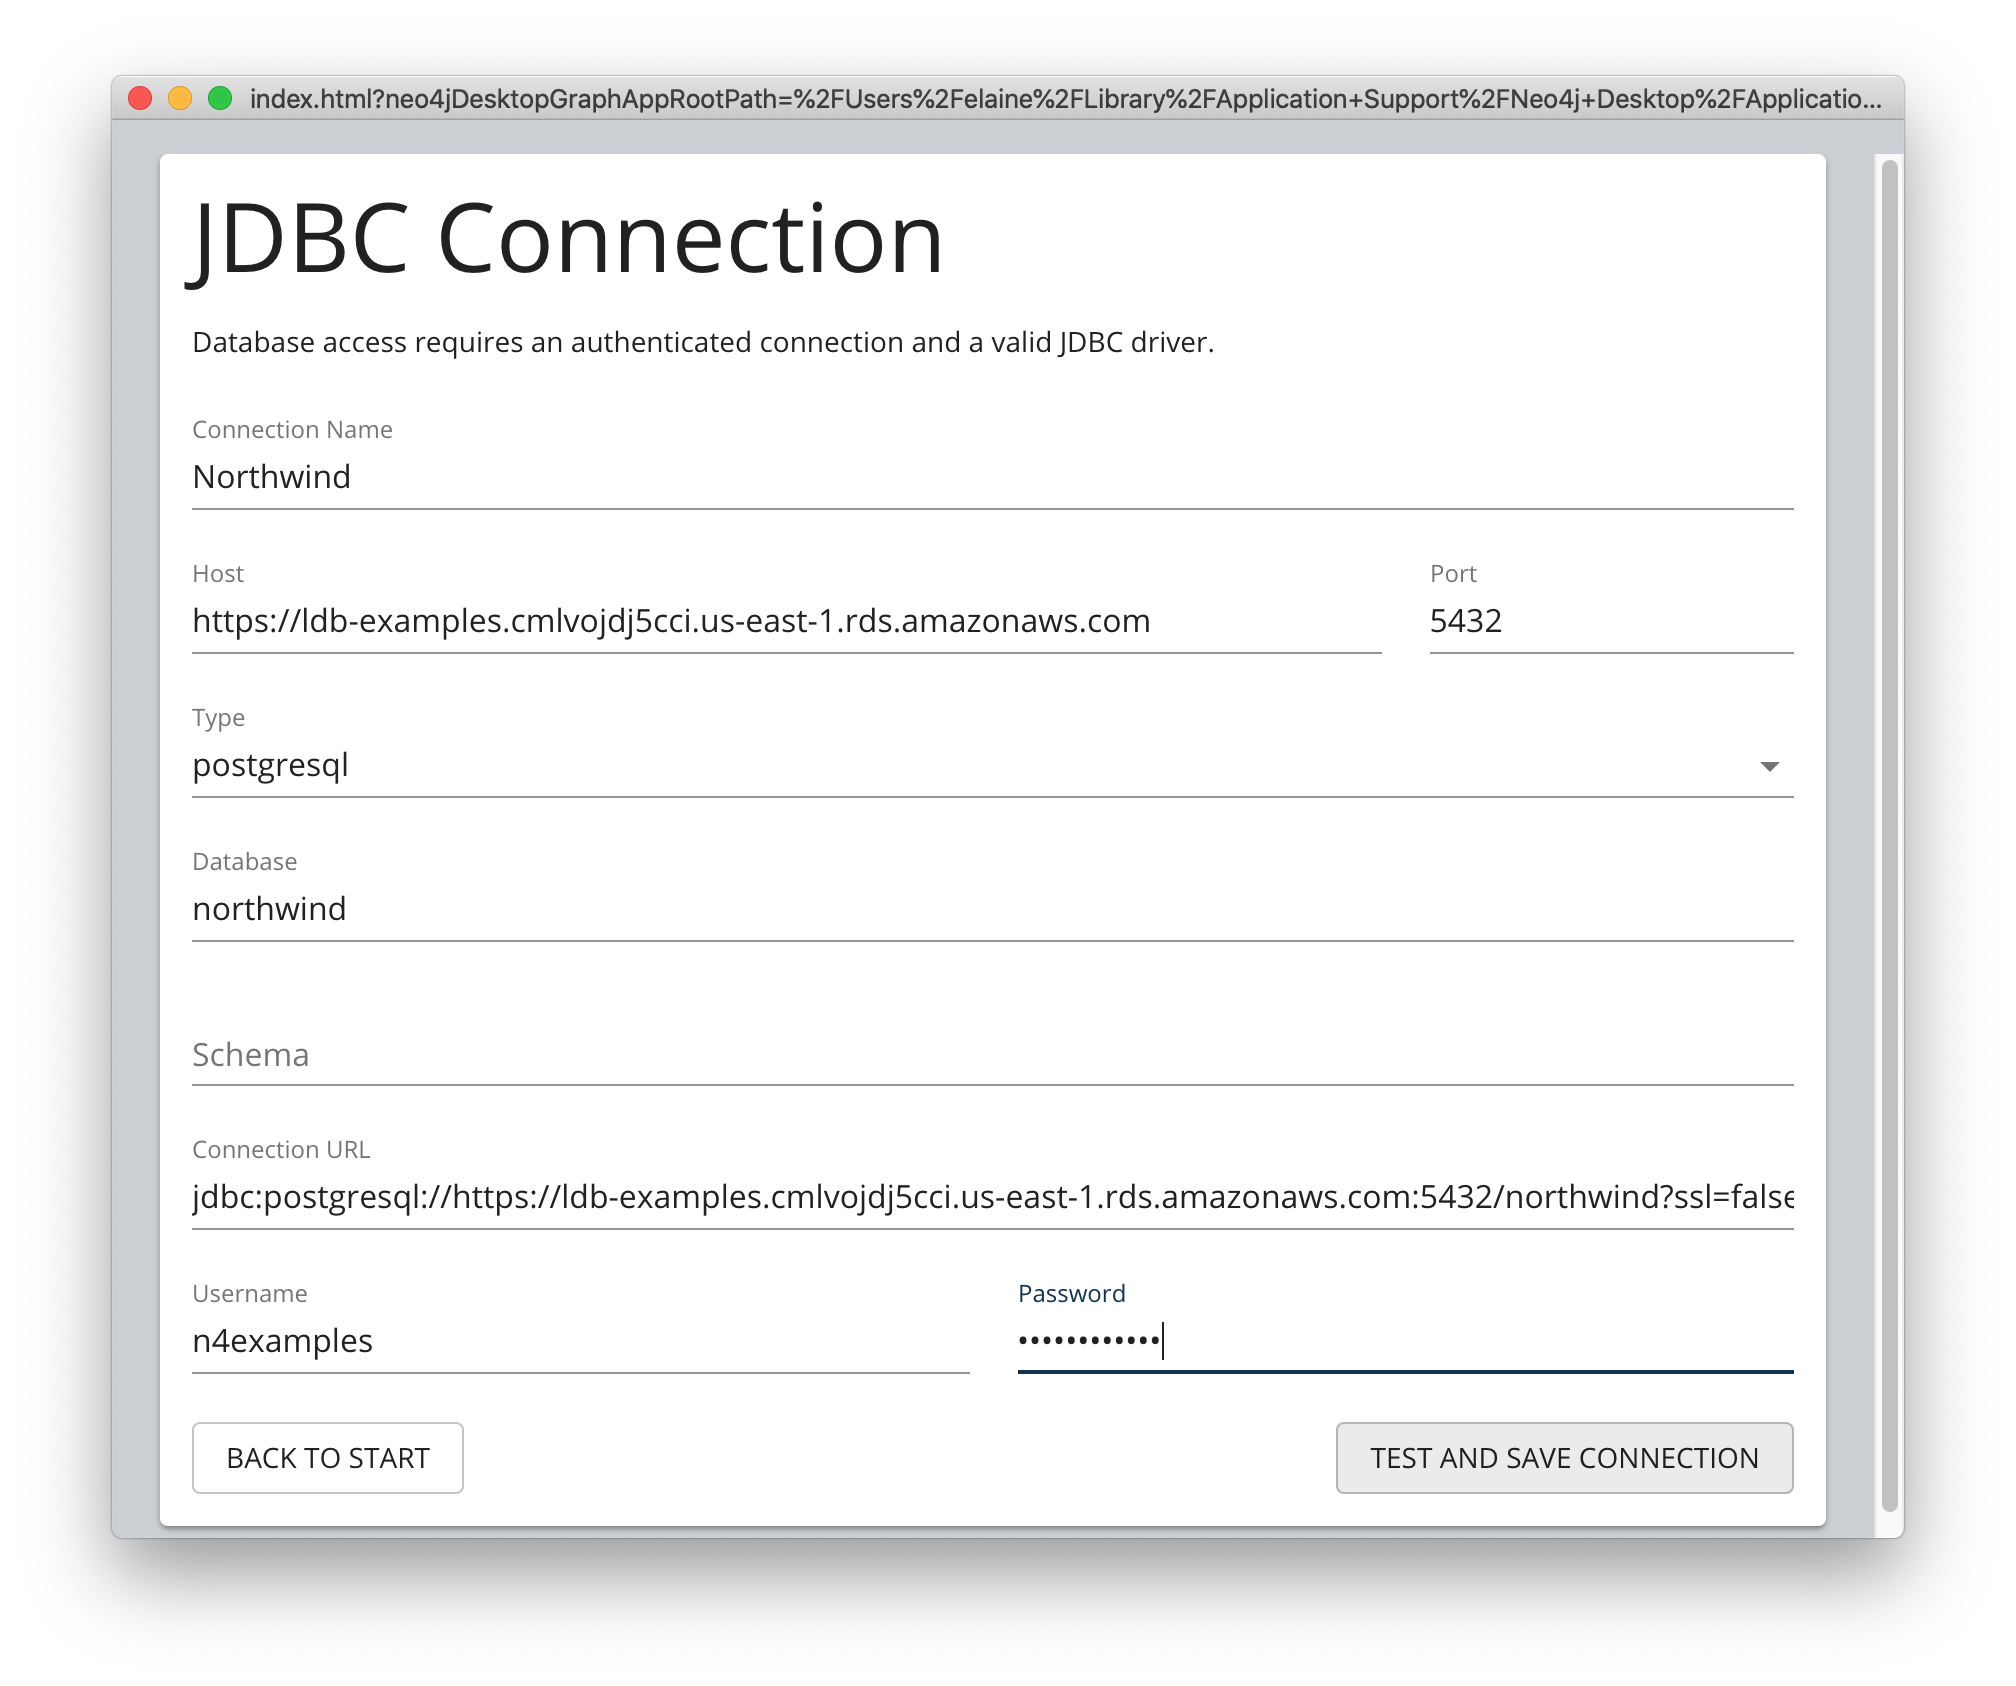 index.html?neo4jDesktopGraphAppRootPath=%2FUsers%2Felaine%2FLibrary%2FApplication+Support%2FNeo4j+Desktop%2FApplicatio...
JDBC Connection
Database access requires an authenticated connection and a valid JDBC driver.
Connection Name
Northwind
Host Port
https://ldb-examples.cmlvojdj5cci.us-east-1.rds.amazonaws.com 5432
Type
postgresql
Database
northwind
Schema
Connection URL
jdbc:postgresql://https://ldb-examples.cmlvojdj5cci.us-east-1.rds.amazonaws.com:5432/northwind?ssl=false
Username Password
n4examples ••••••••••••
BACK TO START TEST AND SAVE CONNECTION